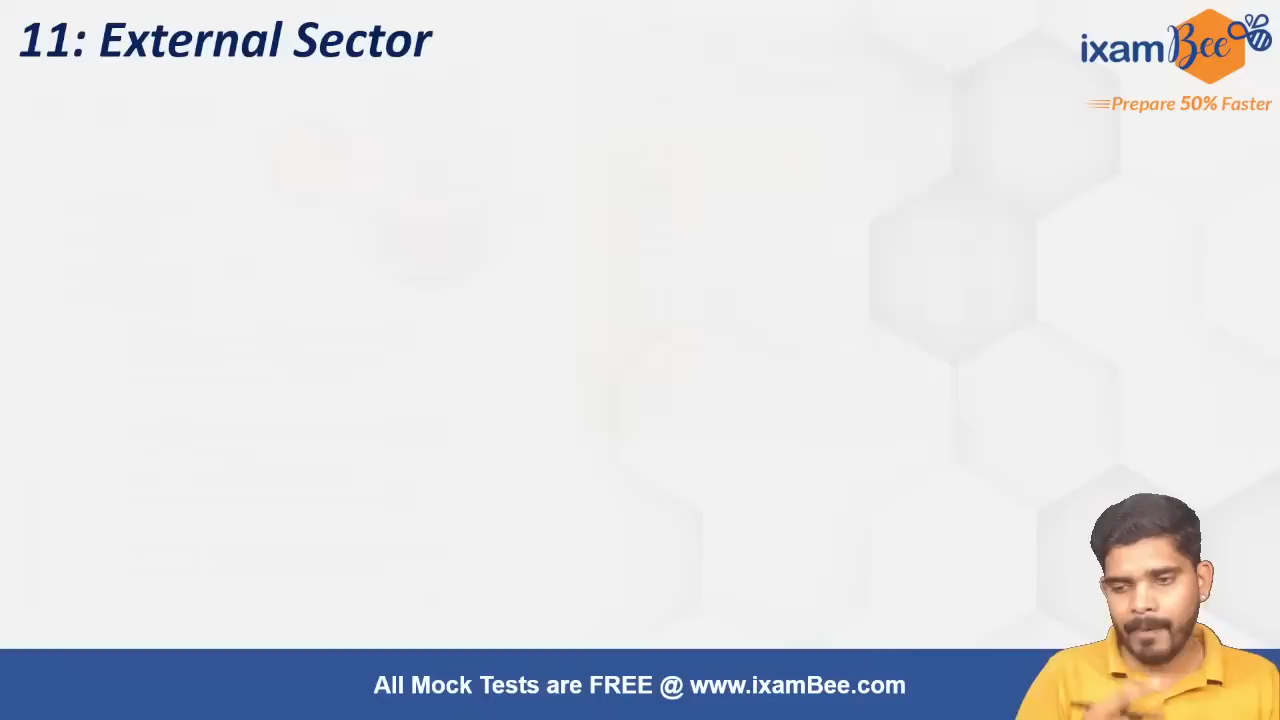 11: External Sector
ixamBee
Prepare 50% Faster
All Mock Tests are FREE @ www.ixamBee.com